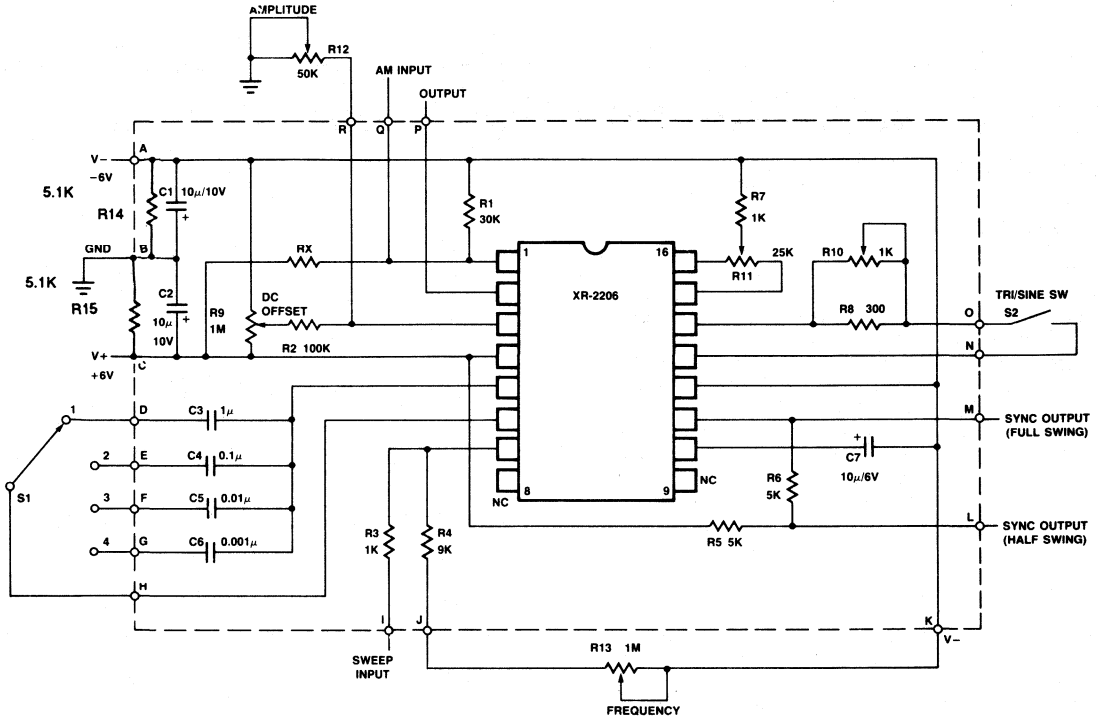 AMPLITUDE
R12
50K
AM INPUT
OUTPUT
R
Q
P
A
V−
−6V
5.1K
C1
10μ/10V
+
R14
R1
30K
R7
1K
GND
B
RX
1
16
25K
R11
R10
1K
5.1K
R15
C2
10μ
10V
+
R9
1M
DC
OFFSET
R2 100K
XR-2206
R8 300
TRI/SINE SW
S2
O
N
V+
+6V
C
1
D
C3
1μ
M
SYNC OUTPUT
(FULL SWING)
2
E
C4
0.1μ
+
C7
10μ/6V
S1
3
F
C5
0.01μ
NC
8
9
NC
R6
5K
4
G
C6
0.001μ
R3
1K
R4
9K
R5 5K
L
SYNC OUTPUT
(HALF SWING)
H
I
J
K
V−
SWEEP
INPUT
R13 1M
FREQUENCY